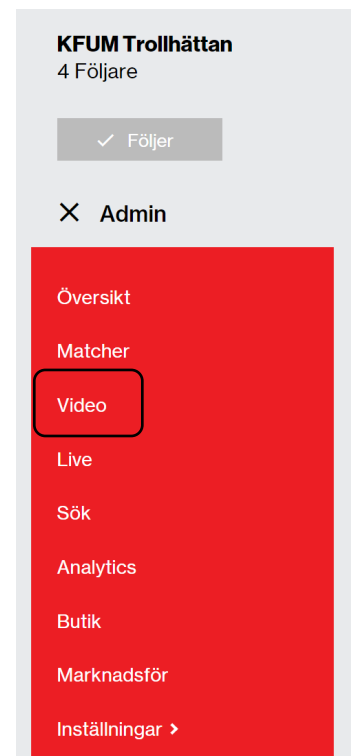 KFUM Trollhättan
4 Följare
Följer
Admin
Översikt
Matcher
Video
Live
Sök
Analytics
Butik
Marknadsför
Inställningar